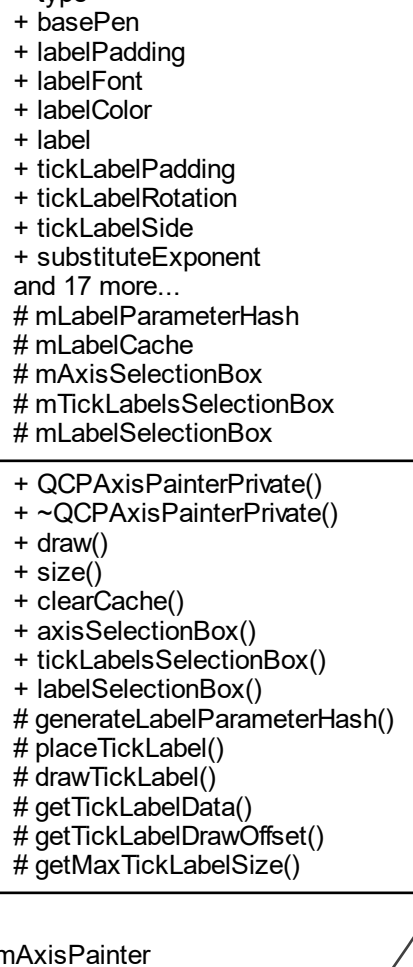 + type
+ basePen
+ labelPadding
+ labelFont
+ labelColor
+ label
+ tickLabelPadding
+ tickLabelRotation
+ tickLabelSide
+ substituteExponent
and 17 more...
# mLabelParameterHash
# mLabelCache
# mAxisSelectionBox
# mTickLabelsSelectionBox
# mLabelSelectionBox
+ QCPAxisPainterPrivate()
+ ~QCPAxisPainterPrivate()
+ draw()
+ size()
+ clearCache()
+ axisSelectionBox()
+ tickLabelsSelectionBox()
+ labelSelectionBox()
# generateLabelParameterHash()
# placeTickLabel()
# drawTickLabel()
# getTickLabelData()
# getTickLabelDrawOffset()
# getMaxTickLabelSize()
mAxisPainter